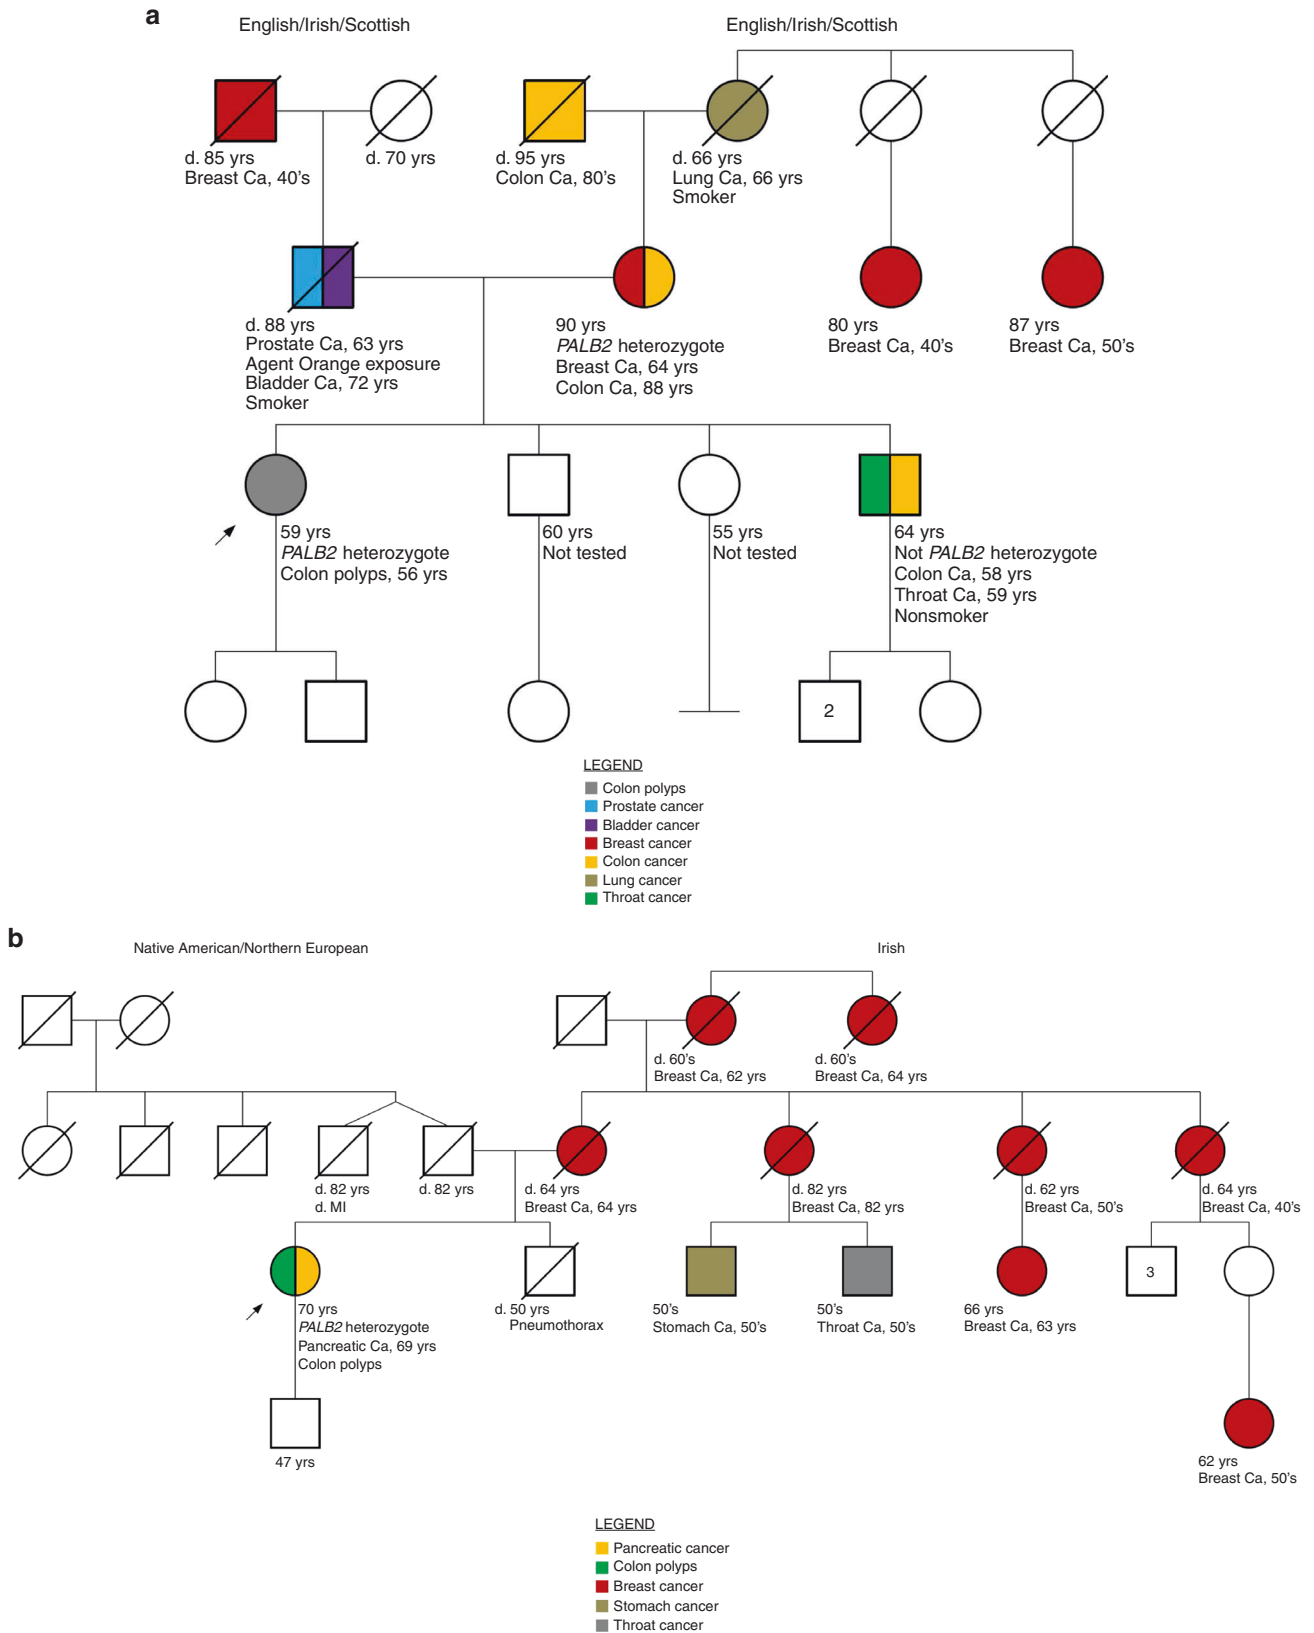 a
English/Irish/Scottish
English/Irish/Scottish
d. 85 yrs
Breast Ca, 40's
d. 70 yrs
d. 95 yrs
Colon Ca, 80's
d. 66 yrs
Lung Ca, 66 yrs
Smoker
d. 88 yrs
Prostate Ca, 63 yrs
Agent Orange exposure
Bladder Ca, 72 yrs
Smoker
90 yrs
PALB2 heterozygote
Breast Ca, 64 yrs
Colon Ca, 88 yrs
80 yrs
Breast Ca, 40's
87 yrs
Breast Ca, 50's
59 yrs
PALB2 heterozygote
Colon polyps, 56 yrs
60 yrs
Not tested
55 yrs
Not tested
64 yrs
Not PALB2 heterozygote
Colon Ca, 58 yrs
Throat Ca, 59 yrs
Nonsmoker
2
LEGEND
Colon polyps
Prostate cancer
Bladder cancer
Breast cancer
Colon cancer
Lung cancer
Throat cancer
b
Native American/Northern European
Irish
d. 60's
Breast Ca, 62 yrs
d. 60's
Breast Ca, 64 yrs
d. 82 yrs
d. MI
d. 82 yrs
d. 64 yrs
Breast Ca, 64 yrs
d. 82 yrs
Breast Ca, 82 yrs
d. 62 yrs
Breast Ca, 50's
d. 64 yrs
Breast Ca, 40's
70 yrs
PALB2 heterozygote
Pancreatic Ca, 69 yrs
Colon polyps
d. 50 yrs
Pneumothorax
50's
Stomach Ca, 50's
50's
Throat Ca, 50's
66 yrs
Breast Ca, 63 yrs
3
47 yrs
62 yrs
Breast Ca, 50's
LEGEND
Pancreatic cancer
Colon polyps
Breast cancer
Stomach cancer
Throat cancer